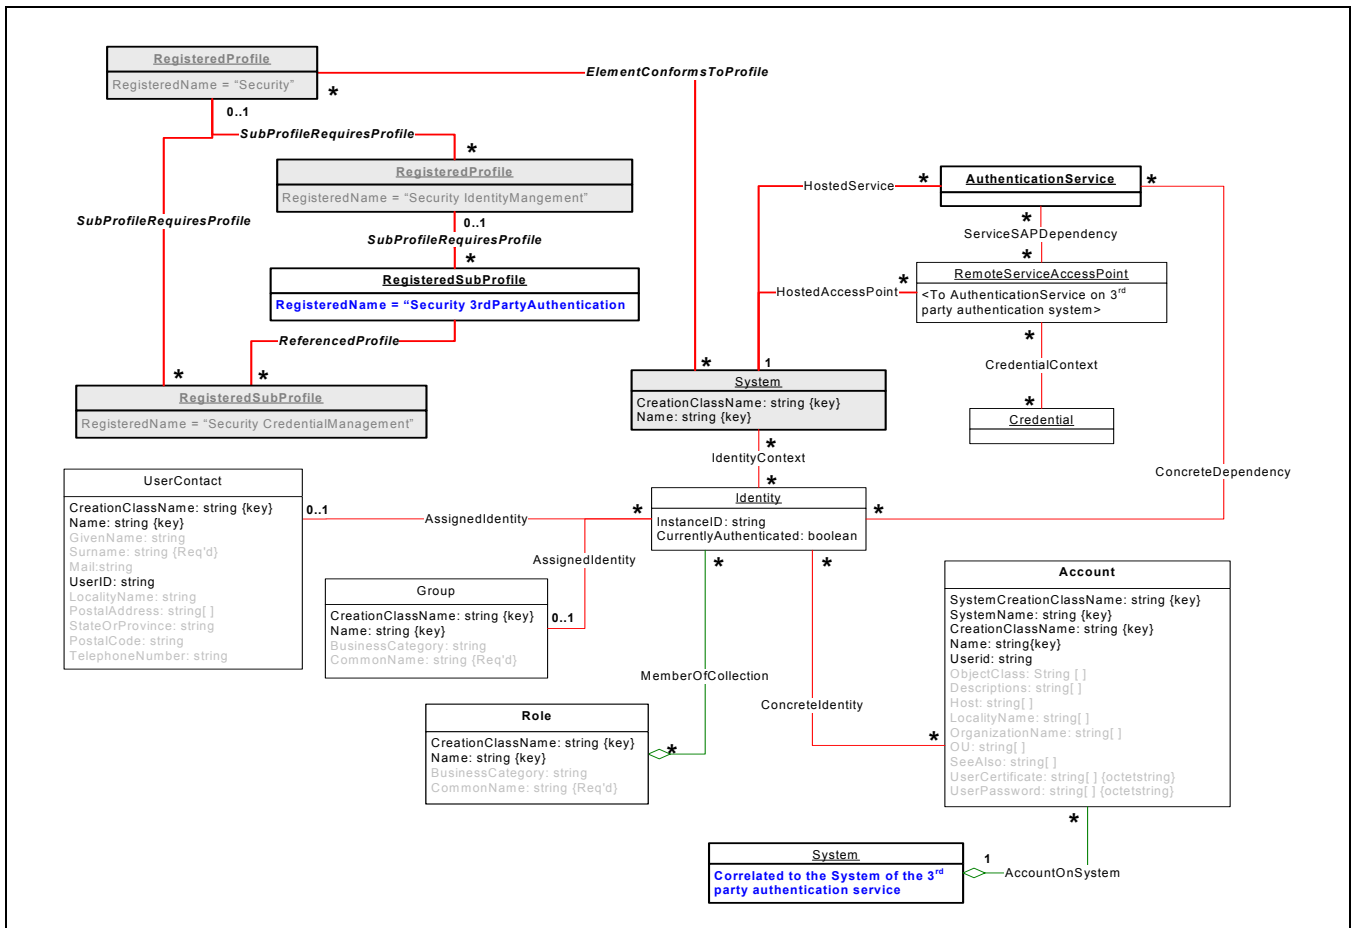 RegisteredProfile
RegisteredName = “Security”
*
0..1
ElementConformsToProfile
SubProfileRequiresProfile
*
RegisteredProfile
RegisteredName = “Security IdentityMangement”
0..1
SubProfileRequiresProfile
SubProfileRequiresProfile
*
RegisteredSubProfile
RegisteredName = “Security 3rdPartyAuthentication
ReferencedProfile
*
*
RegisteredSubProfile
RegisteredName = “Security CredentialManagement”
HostedService
*
AuthenticationService
*
*
ServiceSAPDependency
*
HostedAccessPoint
*
RemoteServiceAccessPoint
<To AuthenticationService on 3rd
party authentication system>
*
CredentialContext
*
Credential
*
1
System
CreationClassName: string {key}
Name: string {key}
*
IdentityContext
*
ConcreteDependency
Identity
InstanceID: string
CurrentlyAuthenticated: boolean
*
*
*
*
UserContact
CreationClassName: string {key}
Name: string {key}
GivenName: string
Surname: string {Req'd}
Mail:string
UserID: string
LocalityName: string
PostalAddress: string[ ]
StateOrProvince: string
PostalCode: string
TelephoneNumber: string
0..1
AssignedIdentity
AssignedIdentity
Group
CreationClassName: string {key}
Name: string {key}
BusinessCategory: string
CommonName: string {Req'd}
0..1
MemberOfCollection
ConcreteIdentity
Role
CreationClassName: string {key}
Name: string {key}
BusinessCategory: string
CommonName: string {Req'd}
*
*
Account
SystemCreationClassName: string {key}
SystemName: string {key}
CreationClassName: string {key}
Name: string{key}
Userid: string
ObjectClass: String [ ]
Descriptions: string[ ]
Host: string[ ]
LocalityName: string[ ]
OrganizationName: string[ ]
OU: string[ ]
SeeAlso: string[ ]
UserCertificate: string[ ] {octetstring}
UserPassword: string[ ] {octetstring}
*
System
Correlated to the System of the 3rd
party authentication service
1
AccountOnSystem